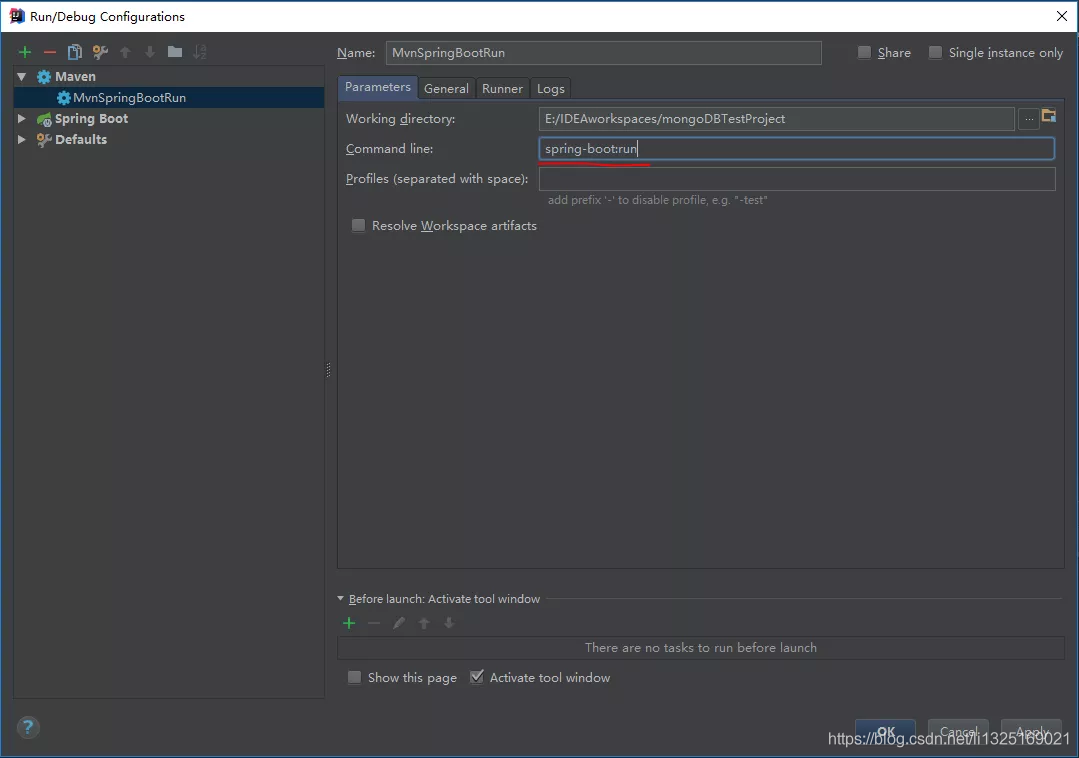 Run/Debug Configurations
Name: MvnSpringBootRun Share Single instance only
Maven
MvnSpringBootRun
Spring Boot
Defaults
Parameters General Runner Logs
Working directory: E:/IDEAworkspaces/mongoDBTestProject ...
Command line: spring-boot:run
Profiles (separated with space):
add prefix '-' to disable profile, e.g. "-test"
Resolve Workspace artifacts
Before launch: Activate tool window
There are no tasks to run before launch
Show this page Activate tool window
? OK Cancel Apply
https://blog.csdn.net/li1325169021